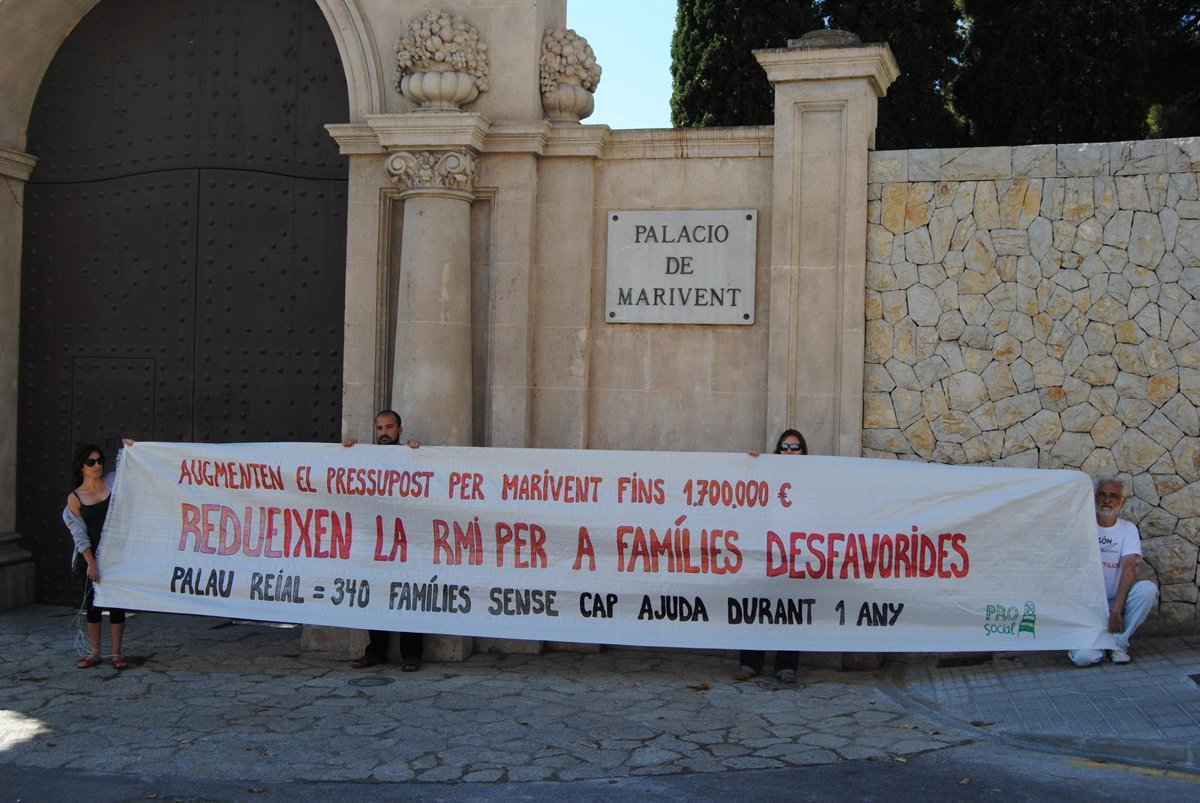 PALACIO
DE
MARIVENT
AUGMENTEN EL PRESSUPOST PER MARIVENT FINS 1.700.000 €
REDUEIXEN LA RMI PER A FAMÍLIES DESFAVORIDES
PALAU REIAL = 340 FAMÍLIES SENSE CAP AJUDA DURANT 1 ANY
PRO
Social